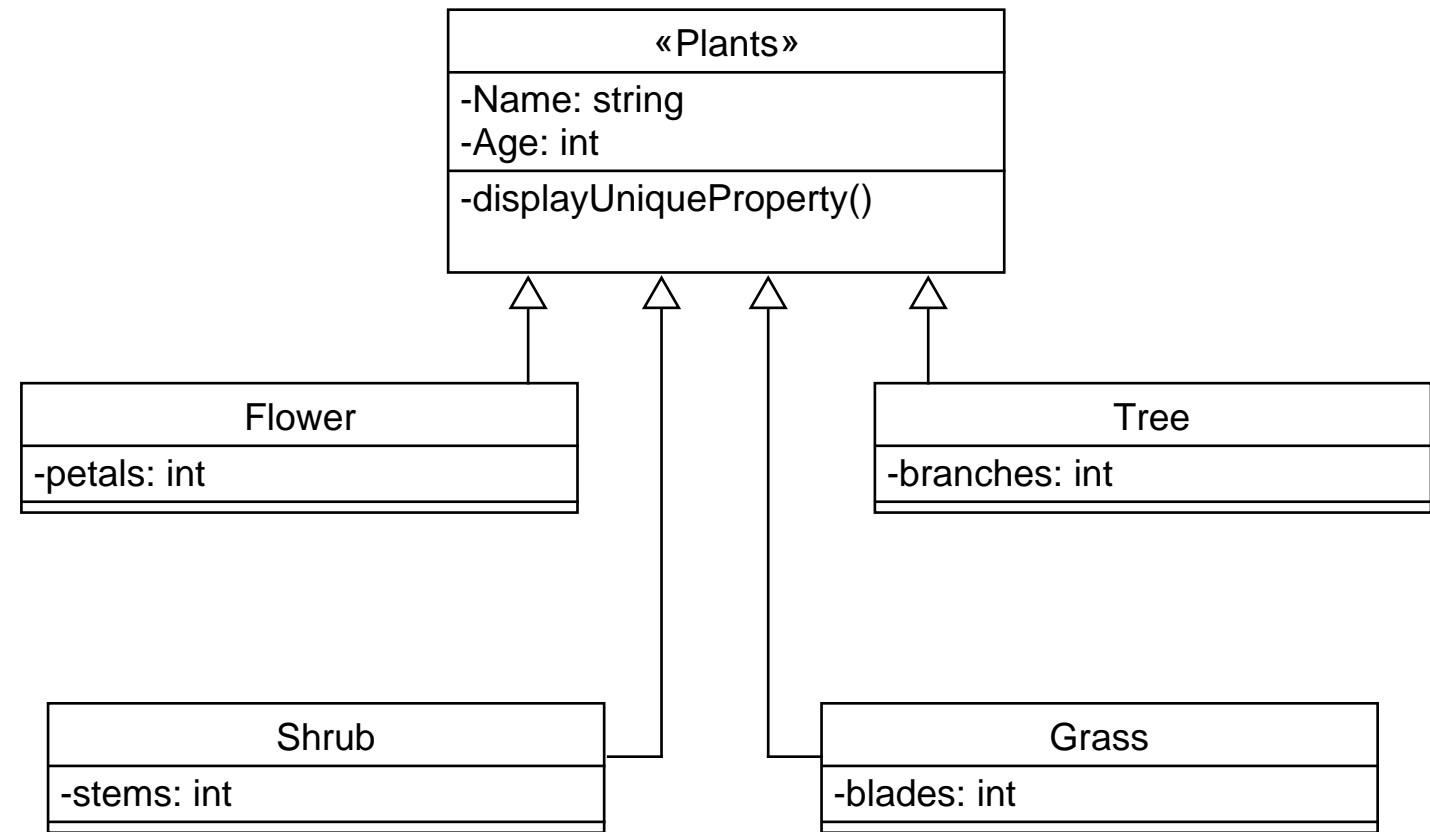 «Plants»
-Name: string
-Age: int
-displayUniqueProperty()
Flower
-petals: int
Tree
-branches: int
Shrub
-stems: int
Grass
-blades: int